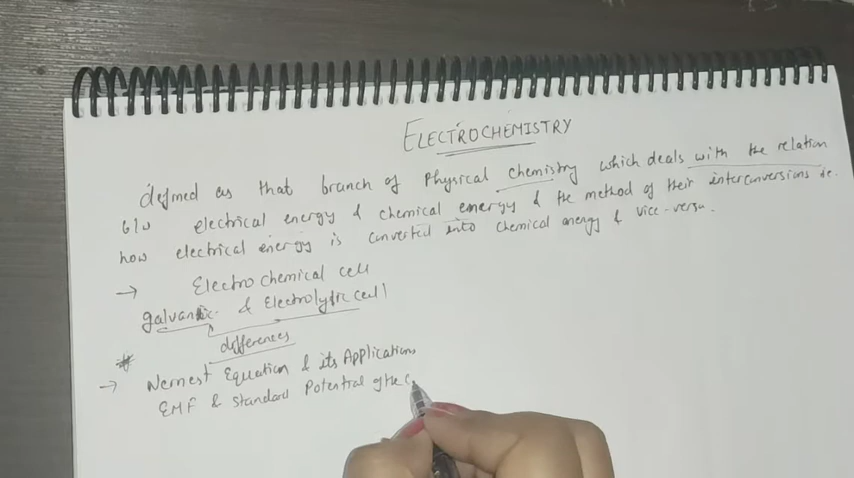 ELECTROCHEMISTRY
defined as that branch of Physical chemistry which deals with the relation
b/w electrical energy & chemical energy & the method of their interconversions i.e.
how electrical energy is converted into chemical energy & vice-versa.
→ Electro chemical cell
galvanic & Electrolytic cell
differences
→ Nernest Equation & its Applications
EMF & standard Potential of the C